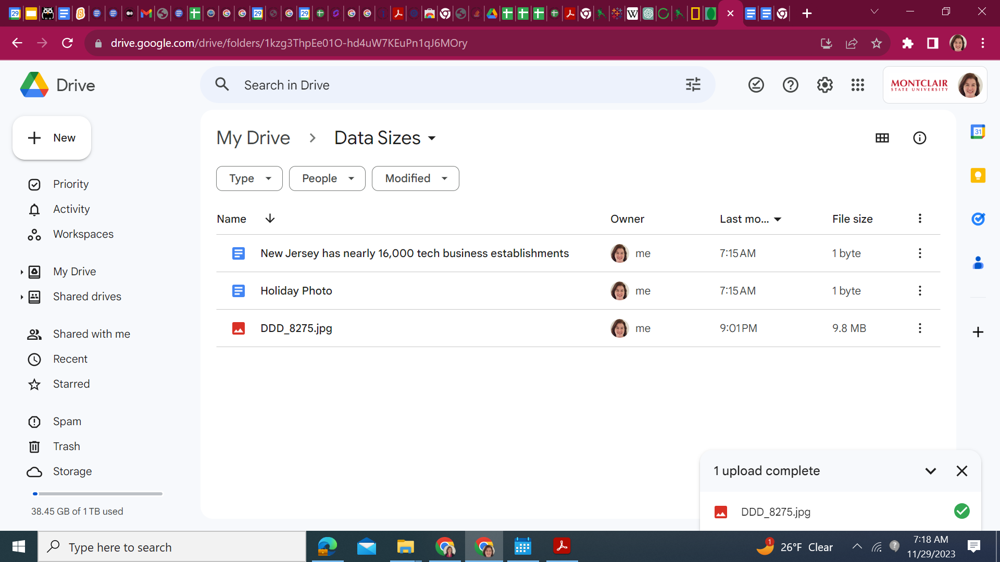 drive.google.com/drive/folders/1kzg3ThpEe01O-hd4uW7KEuPn1qJ6MOry
Drive
Search in Drive
MONTCLAIR
STATE UNIVERSITY
New
My Drive
Data Sizes
31
Type
People
Modified
Priority
Activity
Workspaces
My Drive
Shared drives
Shared with me
Recent
Starred
Spam
Trash
Storage
38.45 GB of 1 TB used
Name
Owner
Last mo...
File size
New Jersey has nearly 16,000 tech business establishments
me
7:15 AM
1 byte
Holiday Photo
me
7:15 AM
1 byte
DDD_8275.jpg
me
9:01 PM
9.8 MB
1 upload complete
DDD_8275.jpg
Type here to search
1
26°F Clear
7:18 AM
11/29/2023